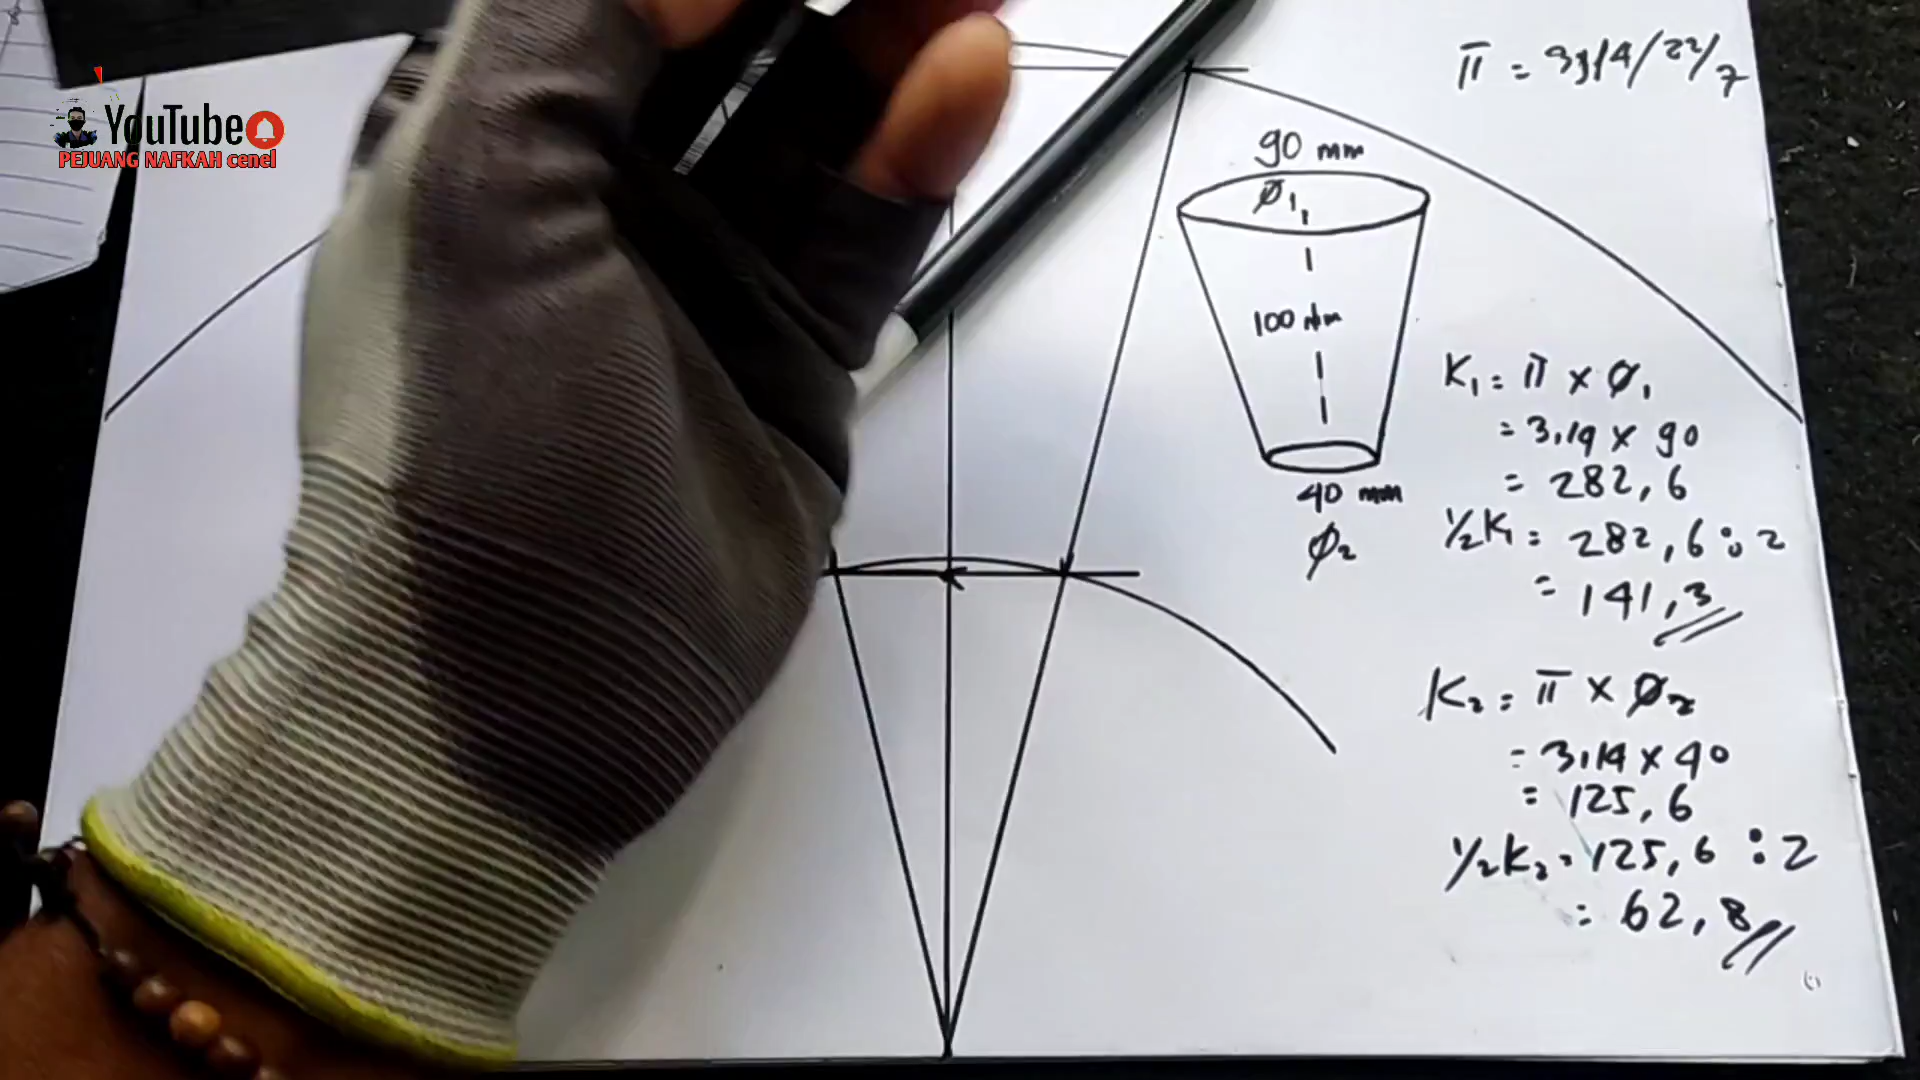 YouTube
PEJUANG NAFKAH cenel
π = 3,14/22/7
90 mm
Ø1
100 mm
40 mm
Ø2
K1 = π x Ø1
= 3,14 x 90
= 282,6
1/2K1 = 282,6 : 2
= 141,3
K2 = π x Ø2
= 3,14 x 40
= 125,6
1/2K2 = 125,6 : 2
= 62,8